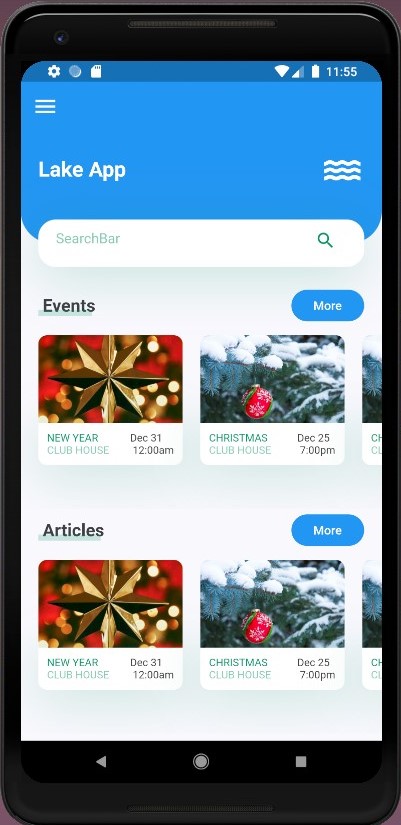 11:55
Lake App
SearchBar
Events More
NEW YEAR Dec 31 CHRISTMAS Dec 25 CH
CLUB HOUSE 12:00am CLUB HOUSE 7:00pm CL
Articles More
NEW YEAR Dec 31 CHRISTMAS Dec 25 CH
CLUB HOUSE 12:00am CLUB HOUSE 7:00pm CL